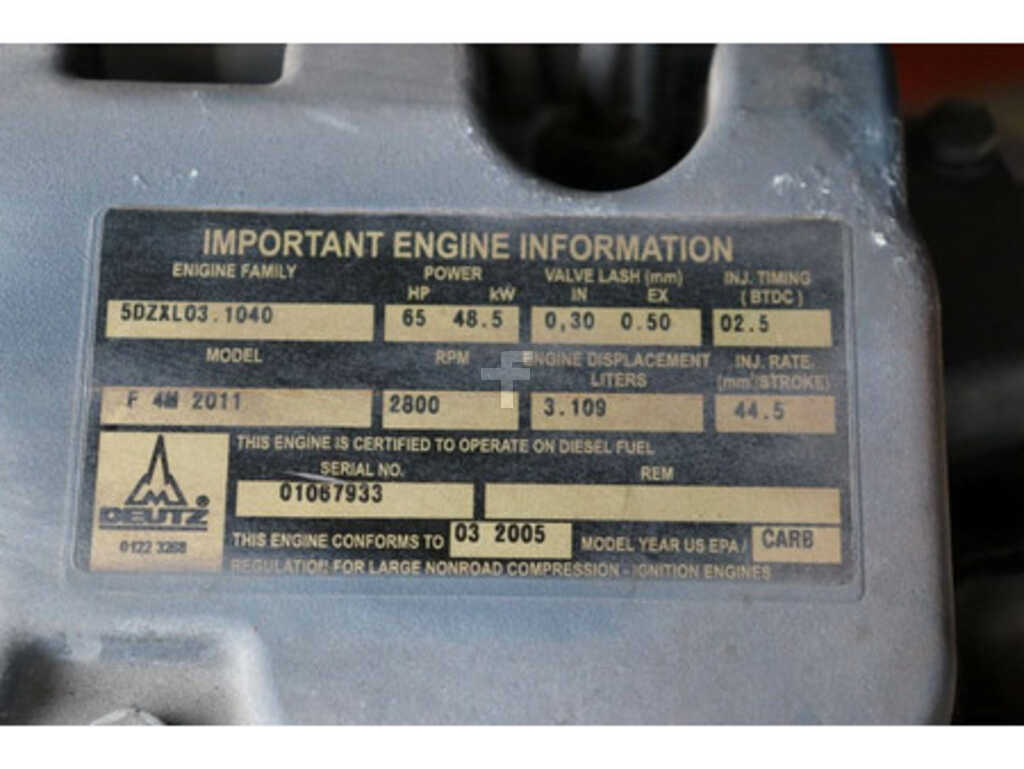 IMPORTANT ENGINE INFORMATION
ENIGINE FAMILY POWER VALVE LASH (mm) INJ. TIMING
HP kW IN EX (BTDC)
5DZXL03.1040 65 48.5 0,30 0.50 02.5
MODEL RPM ENGINE DISPLACEMENT INJ. RATE.
LITERS (mm³/STROKE)
F 4M 2011 2800 3.109 44.5
THIS ENGINE IS CERTIFIED TO OPERATE ON DIESEL FUEL
SERIAL NO. REM
01067933
DEUTZ ®
THIS ENGINE CONFORMS TO 03 2005 MODEL YEAR US EPA / CARB
0122 3268
REGULATION FOR LARGE NONROAD COMPRESSION - IGNITION ENGINES
f